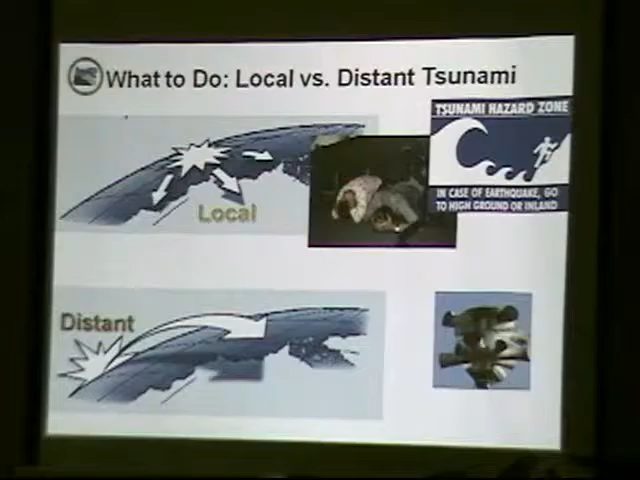 What to Do: Local vs. Distant Tsunami
TSUNAMI HAZARD ZONE
IN CASE OF EARTHQUAKE, GO
TO HIGH GROUND OR INLAND
Local
Distant